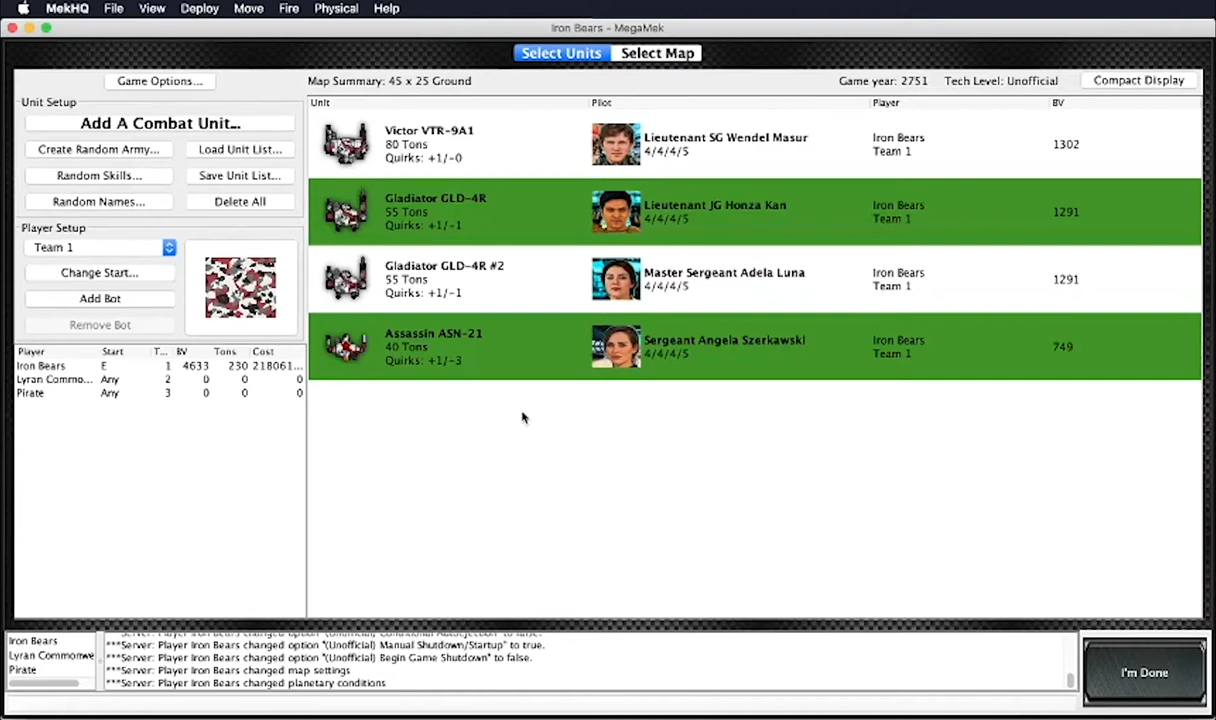 MekHQ File View Deploy Move Fire Physical Help
Iron Bears - MegaMek
Select Units Select Map
Game Options... Map Summary: 45 x 25 Ground Game year: 2751 Tech Level: Unofficial Compact Display
Unit Setup
Unit Pilot Player BV
Add A Combat Unit...
Create Random Army... Load Unit List...
Random Skills... Save Unit List...
Random Names... Delete All
Victor VTR-9A1
80 Tons
Quirks: +1/-0
Lieutenant SG Wendel Masur
4/4/4/5
Iron Bears
Team 1
1302
Gladiator GLD-4R
55 Tons
Quirks: +1/-1
Lieutenant JG Honza Kan
4/4/4/5
Iron Bears
Team 1
1291
Gladiator GLD-4R #2
55 Tons
Quirks: +1/-1
Master Sergeant Adela Luna
4/4/4/5
Iron Bears
Team 1
1291
Assassin ASN-21
40 Tons
Quirks: +1/-3
Sergeant Angela Szerkawski
4/4/4/5
Iron Bears
Team 1
749
Player Setup
Team 1
Change Start...
Add Bot
Remove Bot
Player Start T... BV Tons Cost
Iron Bears E 1 4633 230 218061...
Lyran Commo... Any 2 0 0 0
Pirate Any 3 0 0 0
Iron Bears
Lyran Commonwe
Pirate
***Server: Player Iron Bears changed option "(Unofficial) Manual Shutdown/Startup" to true.
***Server: Player Iron Bears changed option "(Unofficial) Begin Game Shutdown" to false.
***Server: Player Iron Bears changed map settings
***Server: Player Iron Bears changed planetary conditions
I'm Done